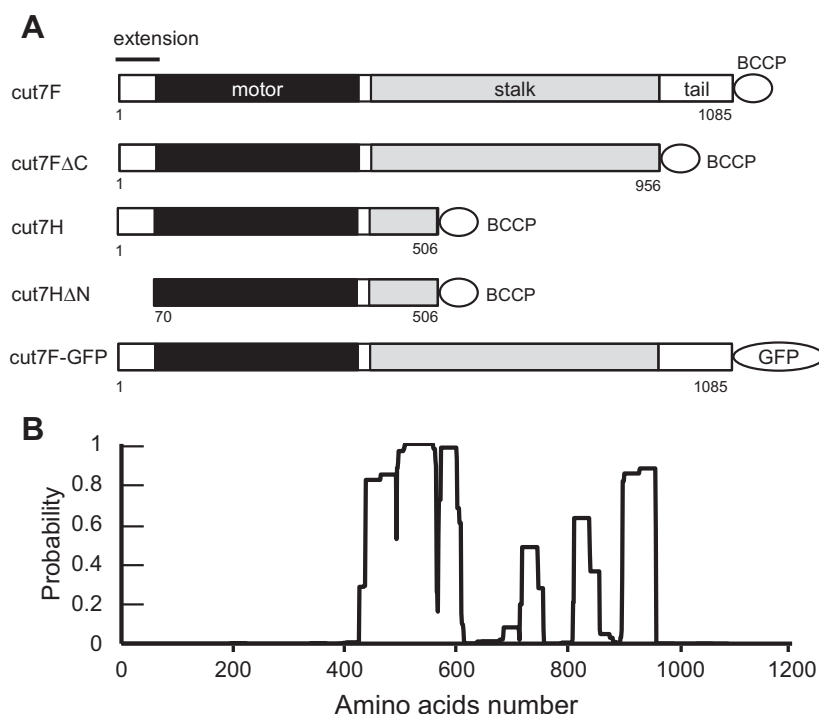 A
extension
cut7F motor stalk tail BCCP
1 1085
cut7FΔC BCCP
1 956
cut7H BCCP
1 506
cut7HΔN BCCP
70 506
cut7F-GFP GFP
1 1085
B
Probability
1
0.8
0.6
0.4
0.2
0
0 200 400 600 800 1000 1200
Amino acids number